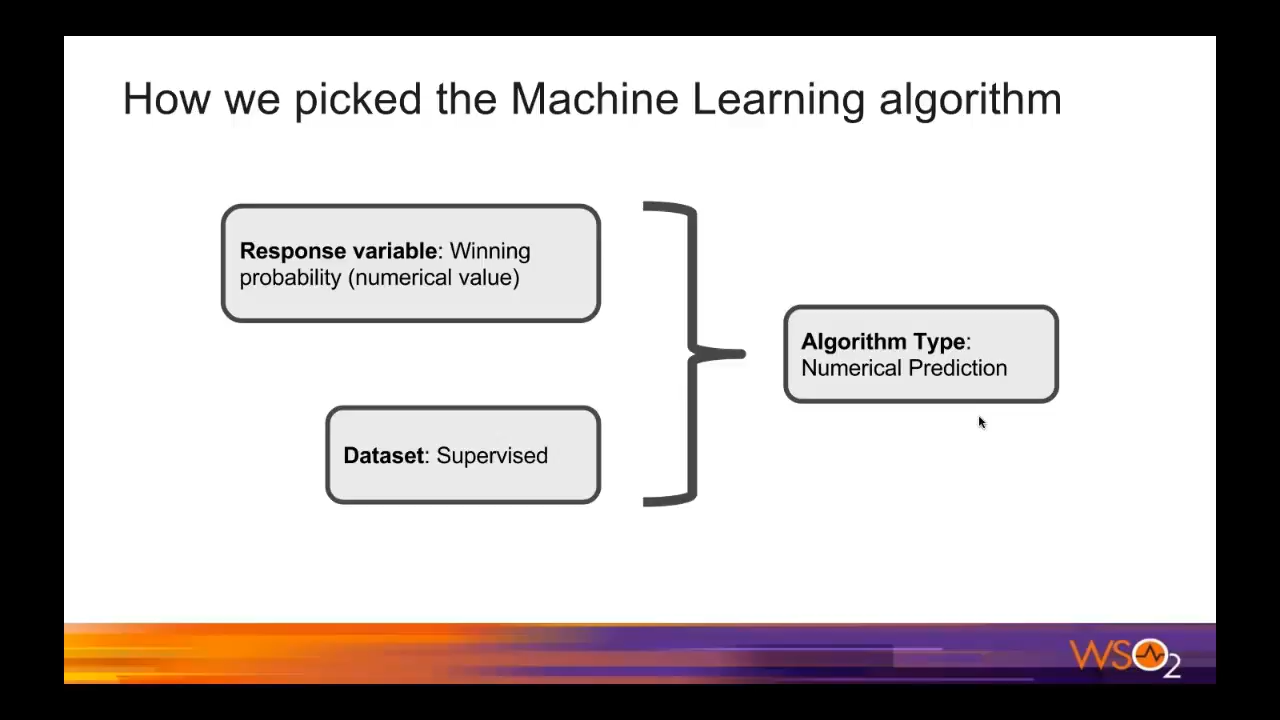 How we picked the Machine Learning algorithm
Response variable: Winning
probability (numerical value)
Algorithm Type:
Numerical Prediction
Dataset: Supervised
WSO2